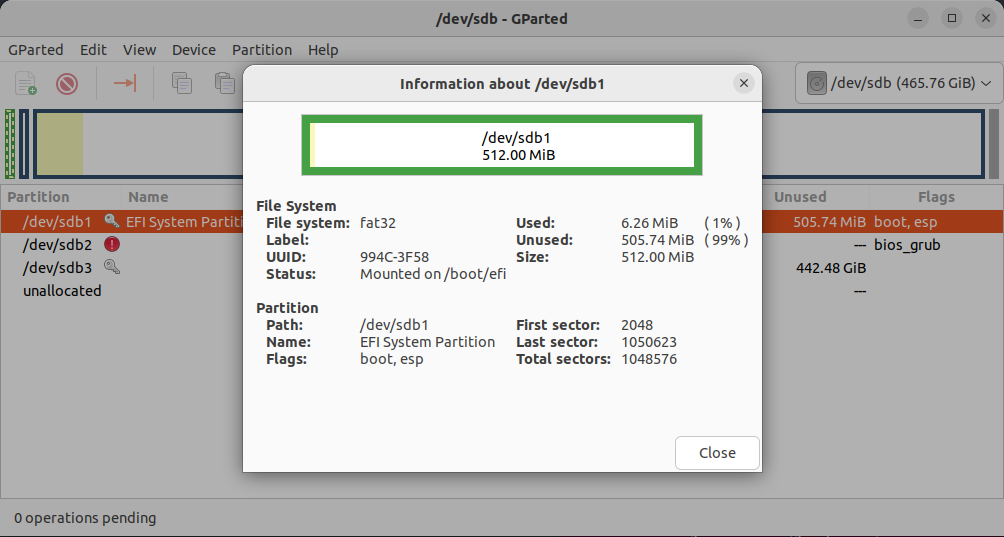 /dev/sdb - GParted
GParted Edit View Device Partition Help
/dev/sdb (465.76 GiB)
Information about /dev/sdb1
/dev/sdb1
512.00 MiB
File System
File system: fat32 Used: 6.26 MiB ( 1% )
Label: Unused: 505.74 MiB ( 99% )
UUID: 994C-3F58 Size: 512.00 MiB
Status: Mounted on /boot/efi
Partition
Path: /dev/sdb1 First sector: 2048
Name: EFI System Partition Last sector: 1050623
Flags: boot, esp Total sectors: 1048576
Close
Partition Name Unused Flags
/dev/sdb1 EFI System Partiti 505.74 MiB boot, esp
/dev/sdb2 --- bios_grub
/dev/sdb3 442.48 GiB
unallocated ---
0 operations pending